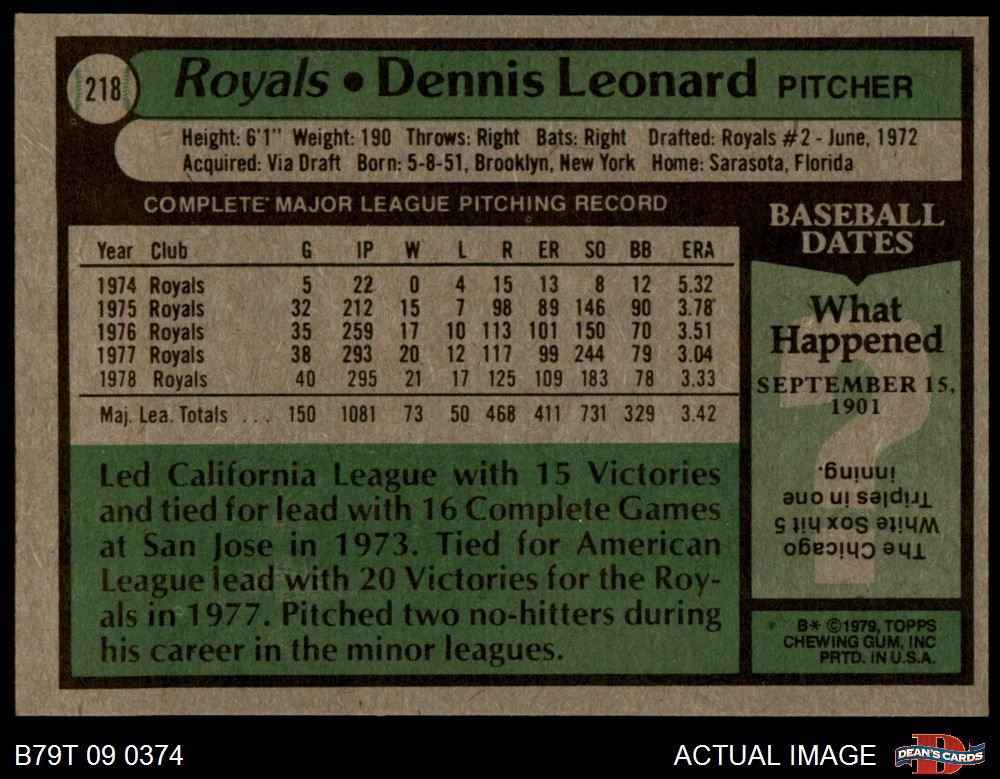 218
Royals • Dennis Leonard PITCHER
Height: 6'1" Weight: 190 Throws: Right Bats: Right Drafted: Royals #2 - June, 1972
Acquired: Via Draft Born: 5-8-51, Brooklyn, New York Home: Sarasota, Florida
COMPLETE MAJOR LEAGUE PITCHING RECORD
Year Club G IP W L R ER SO BB ERA
1974 Royals 5 22 0 4 15 13 8 12 5.32
1975 Royals 32 212 15 7 98 89 146 90 3.78
1976 Royals 35 259 17 10 113 101 150 70 3.51
1977 Royals 38 293 20 12 117 99 244 79 3.04
1978 Royals 40 295 21 17 125 109 183 78 3.33
Maj. Lea. Totals ... 150 1081 73 50 468 411 731 329 3.42
Led California League with 15 Victories
and tied for lead with 16 Complete Games
at San Jose in 1973. Tied for American
League lead with 20 Victories for the Roy-
als in 1977. Pitched two no-hitters during
his career in the minor leagues.
BASEBALL
DATES
What
Happened
SEPTEMBER 15,
1901
?
The Chicago
White Sox hit 5
Triples in one
inning.
B* ©1979, TOPPS
CHEWING GUM, INC
PRTD. IN U.S.A.
B79T 09 0374
ACTUAL IMAGE
DEAN'S CARDS